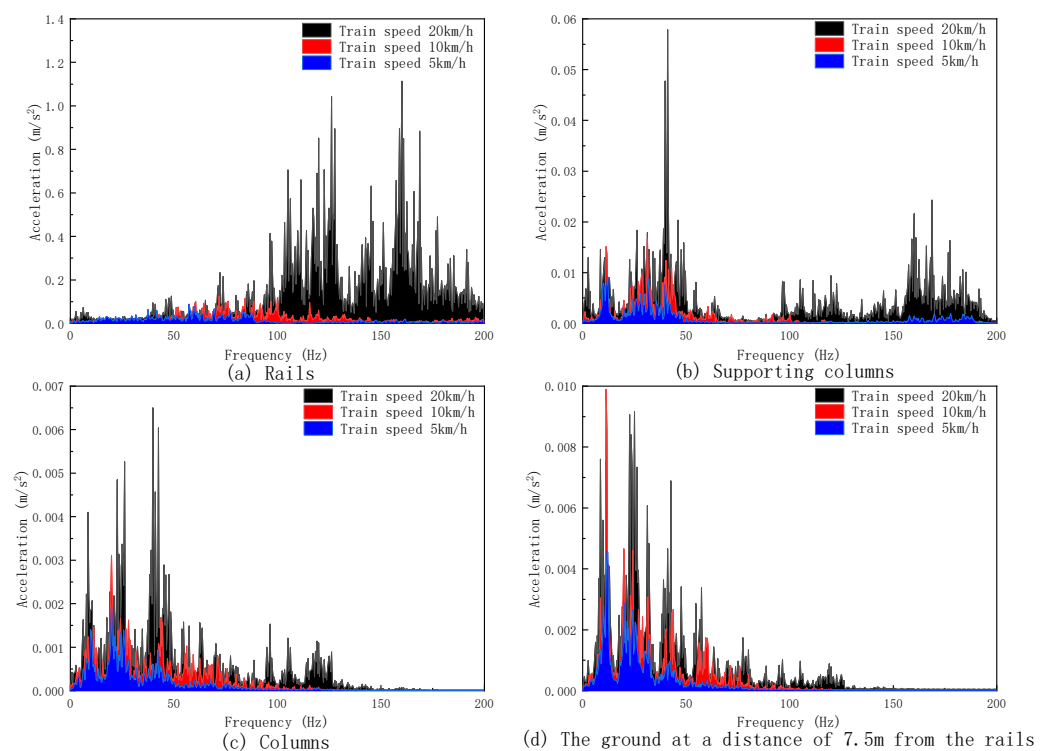 1.4
1.2
1.0
0.8
0.6
0.4
0.2
0.0
Acceleration (m/s²)
Train speed 20km/h
Train speed 10km/h
Train speed 5km/h
0 50 100 150 200
Frequency (Hz)
(a) Rails
0.06
0.05
0.04
0.03
0.02
0.01
0.00
Acceleration (m/s²)
Train speed 20km/h
Train speed 10km/h
Train speed 5km/h
0 50 100 150 200
Frequency (Hz)
(b) Supporting columns
0.007
0.006
0.005
0.004
0.003
0.002
0.001
0.000
Acceleration (m/s²)
Train speed 20km/h
Train speed 10km/h
Train speed 5km/h
0 50 100 150 200
Frequency (Hz)
(c) Columns
0.010
0.008
0.006
0.004
0.002
0.000
Acceleration (m/s²)
Train speed 20km/h
Train speed 10km/h
Train speed 5km/h
0 50 100 150 200
Frequency (Hz)
(d) The ground at a distance of 7.5m from the rails